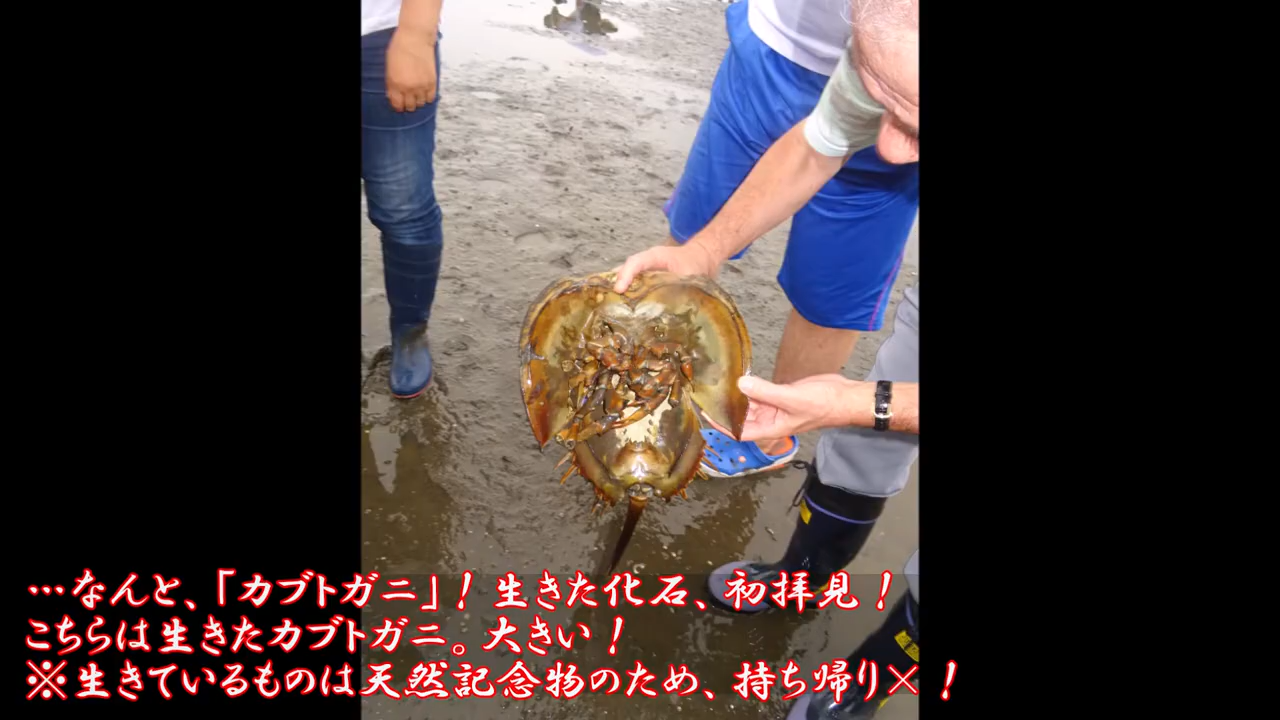 …なんと、「カブトガニ」！生きた化石、初拝見！
こちらは生きたカブトガニ。大きい！
※生きているものは天然記念物のため、持ち帰り×！